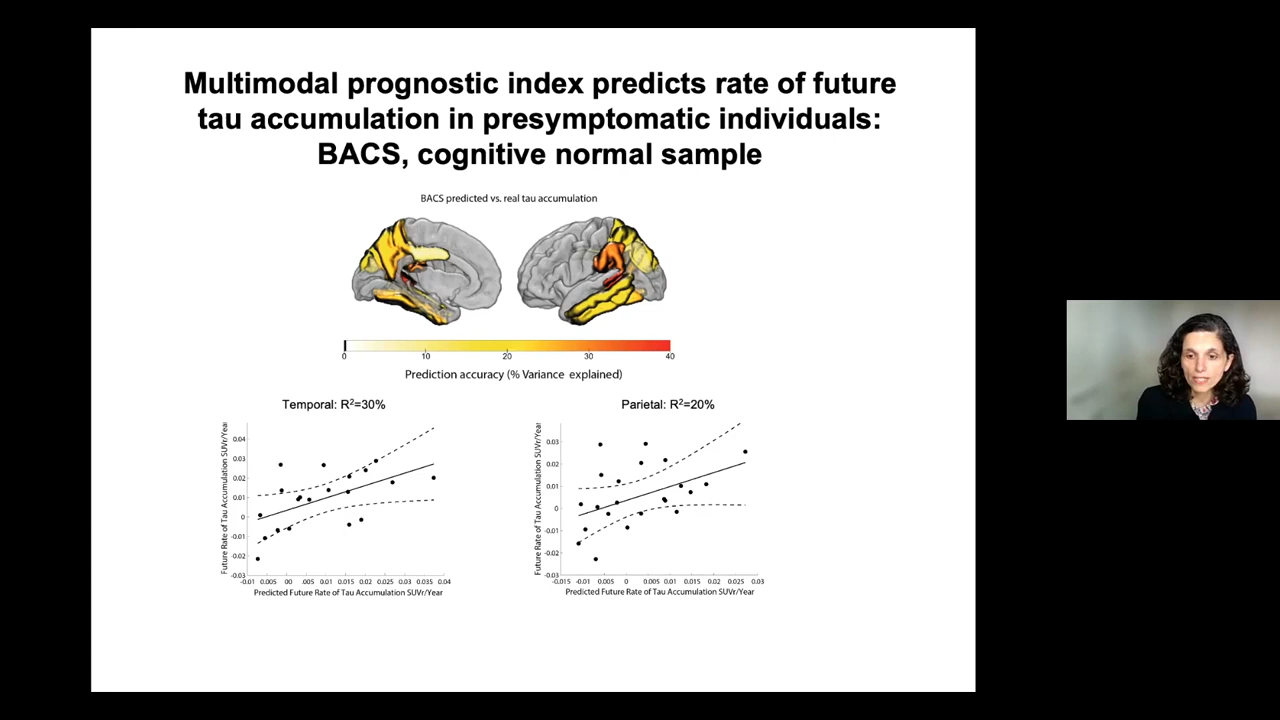 Multimodal prognostic index predicts rate of future
tau accumulation in presymptomatic individuals:
BACS, cognitive normal sample
BACS predicted vs. real tau accumulation
0 10 20 30 40
Prediction accuracy (% Variance explained)
Temporal: R²=30%
Future Rate of Tau Accumulation SUVr/Year
0.04
0.03
0.02
0.01
0
-0.01
-0.02
-0.03
-0.01 0.005 00 0.005 0.01 0.015 0.02 0.025 0.03 0.035 0.04
Predicted Future Rate of Tau Accumulation SUVr/Year
Parietal: R²=20%
Future Rate of Tau Accumulation SUVr/Year
0.03
0.02
0.01
0
-0.01
-0.02
-0.03
-0.015 -0.01 0.005 0 0.005 0.01 0.015 0.02 0.025 0.03
Predicted Future Rate of Tau Accumulation SUVr/Year